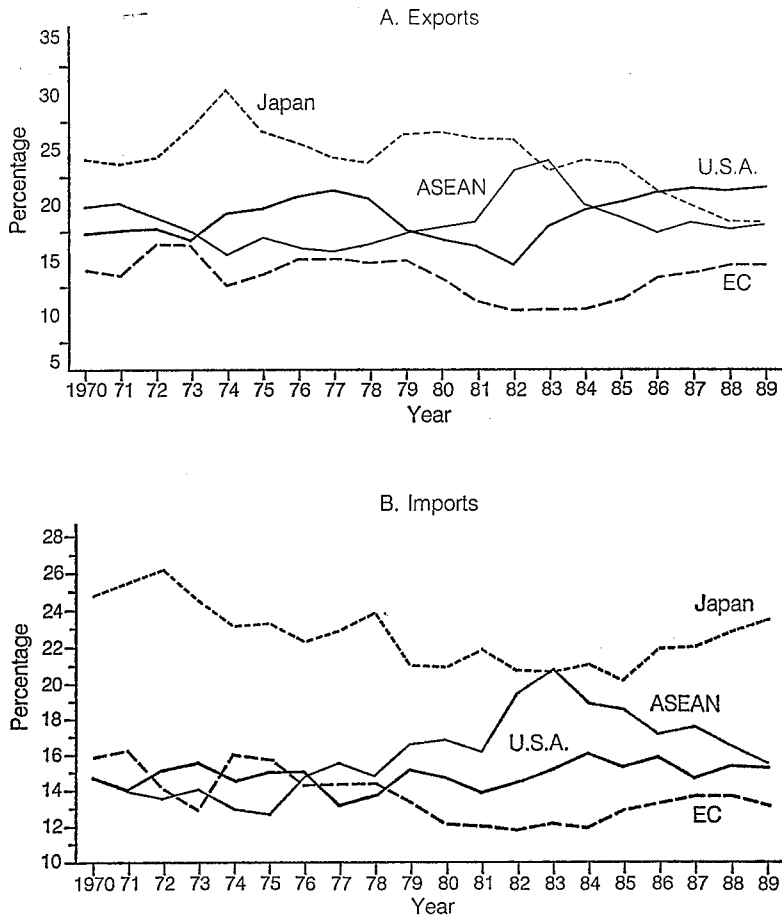 A. Exports
35
30
25
20
15
10
5
Percentage
Japan
ASEAN
U.S.A.
EC
1970 71 72 73 74 75 76 77 78 79 80 81 82 83 84 85 86 87 88 89
Year
B. Imports
28
26
24
22
20
18
16
14
12
10
Percentage
Japan
ASEAN
U.S.A.
EC
1970 71 72 73 74 75 76 77 78 79 80 81 82 83 84 85 86 87 88 89
Year